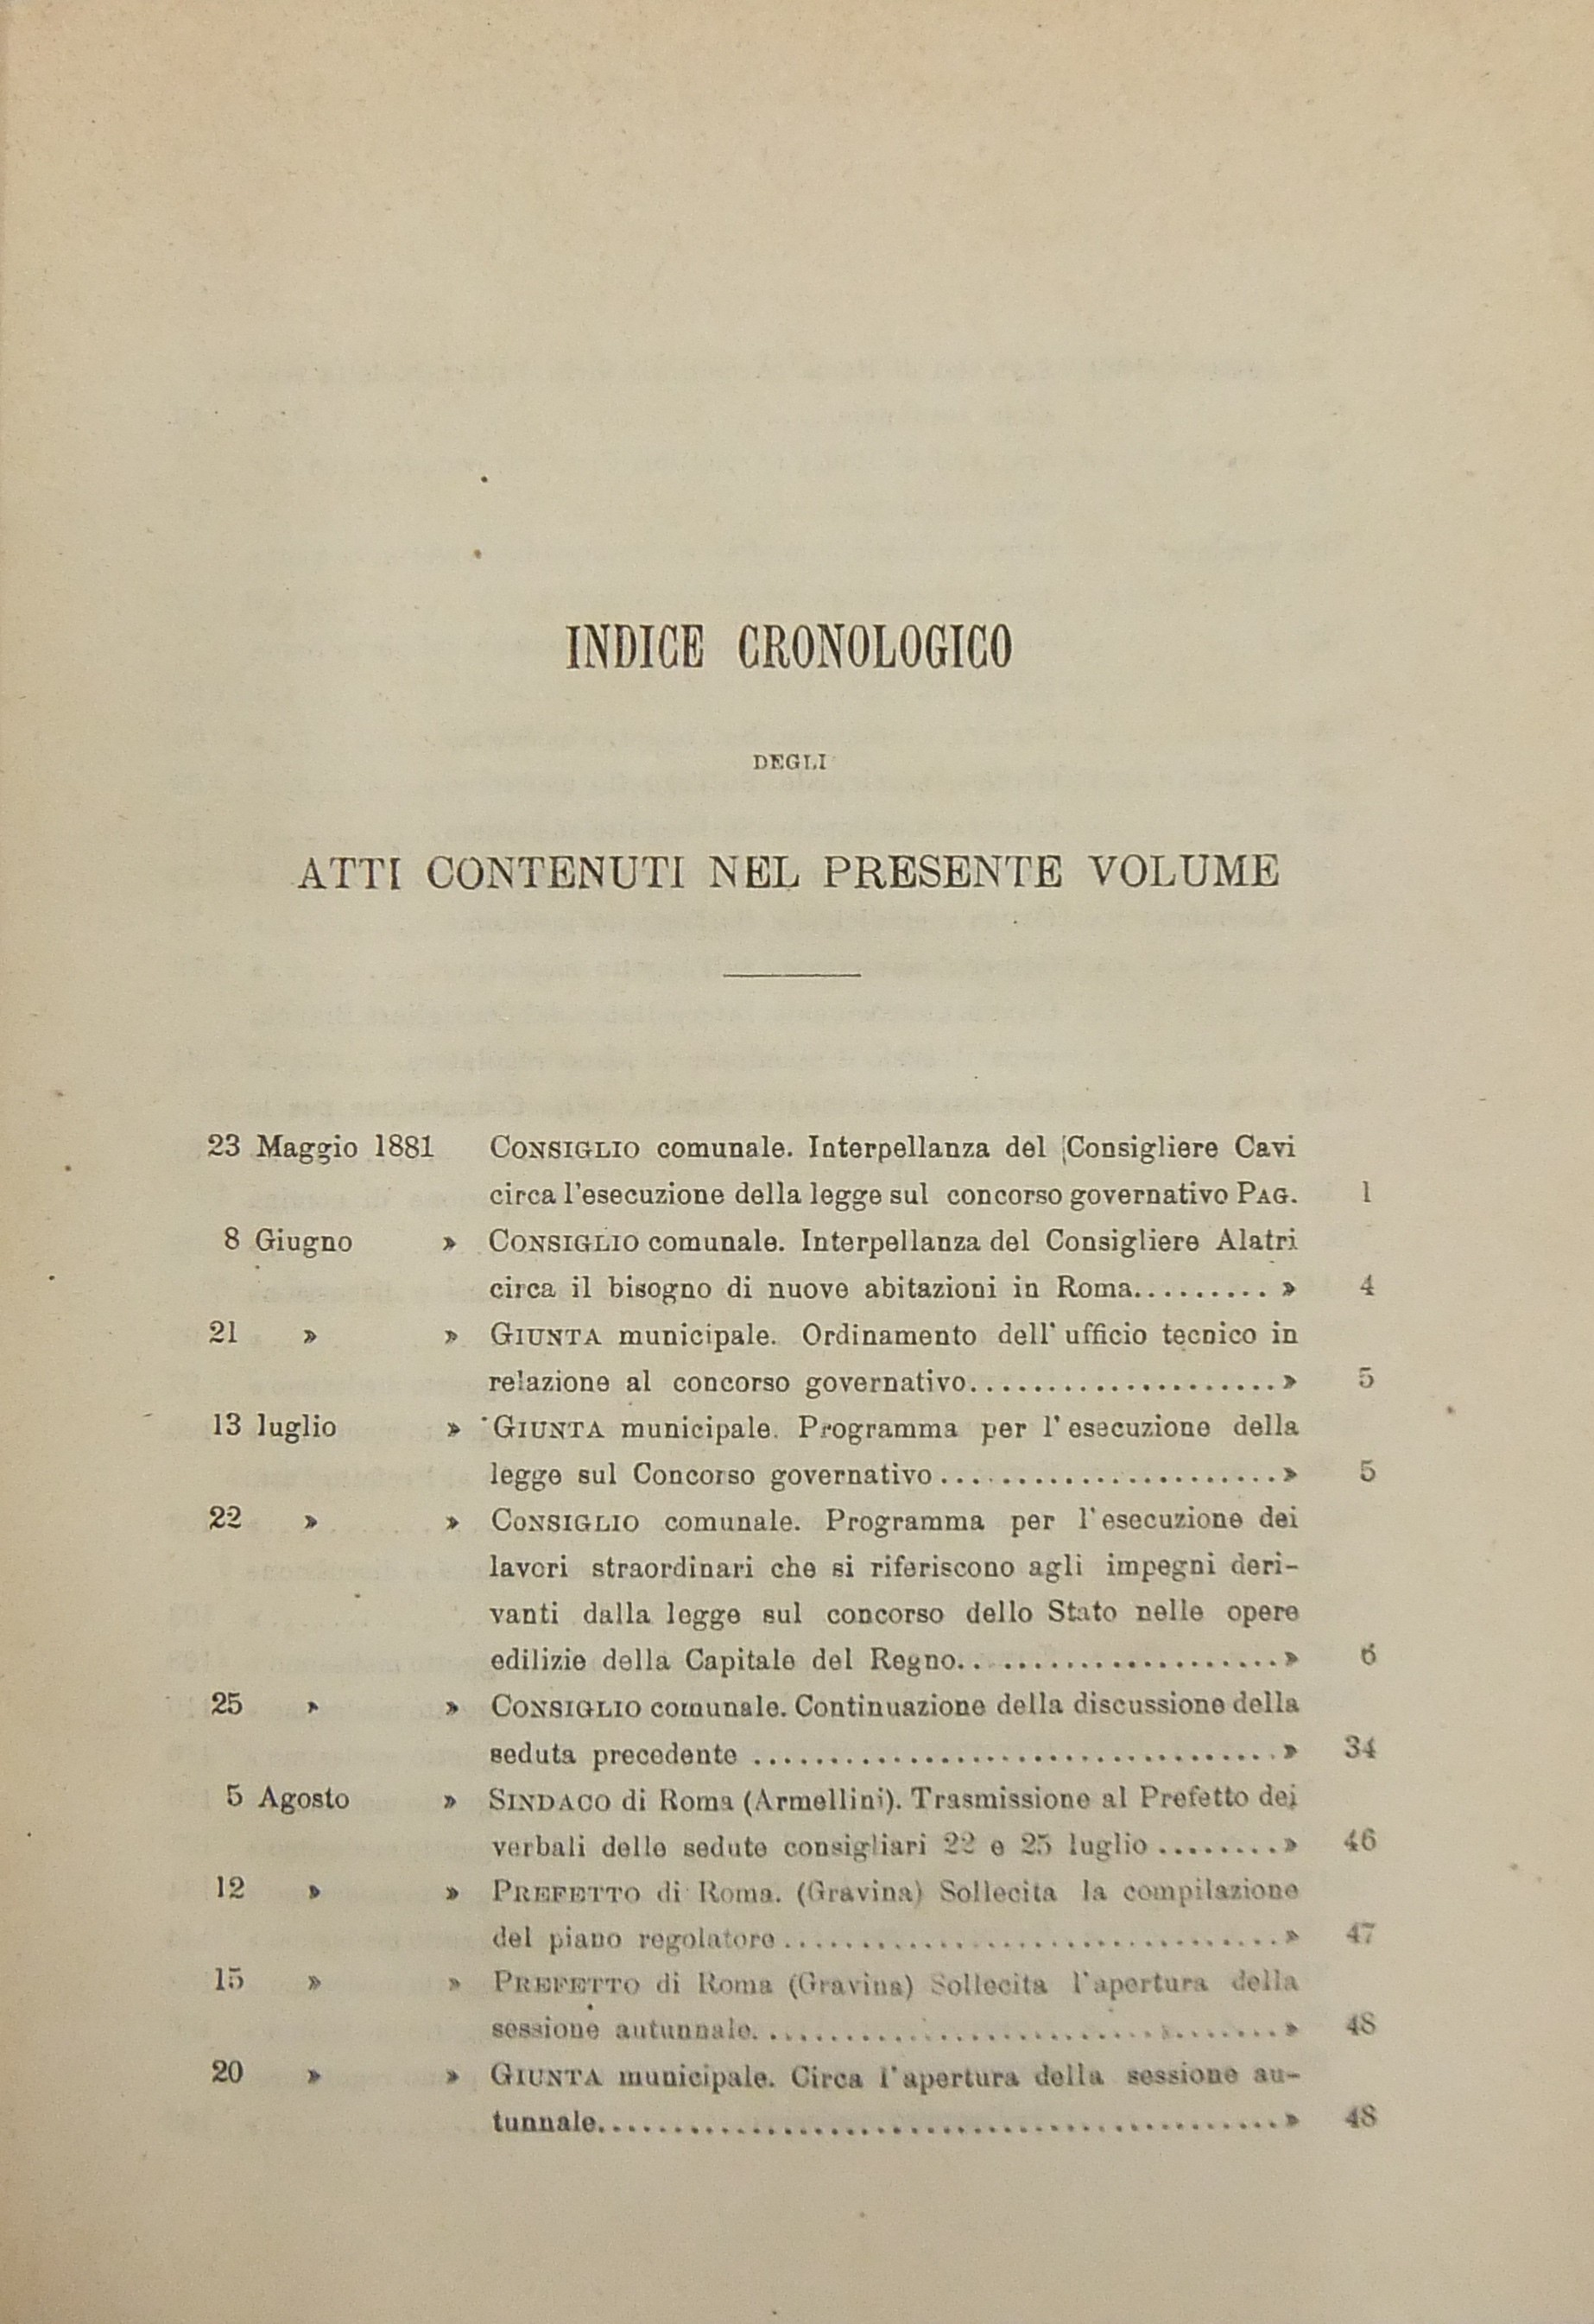 INDICE CRONOLOGICO
DEGLI
ATTI CONTENUTI NEL PRESENTE VOLUME
23 Maggio 1881 CONSIGLIO comunale. Interpellanza del Consigliere Cavi
circa l'esecuzione della legge sul concorso governativo PAG. 1
8 Giugno » CONSIGLIO comunale. Interpellanza del Consigliere Alatri
circa il bisogno di nuove abitazioni in Roma.......... » 4
21 » » GIUNTA municipale. Ordinamento dell' ufficio tecnico in
relazione al concorso governativo....................» 5
13 luglio » GIUNTA municipale. Programma per l' esecuzione della
legge sul Concorso governativo......................» 5
22 » » CONSIGLIO comunale. Programma per l' esecuzione dei
lavori straordinari che si riferiscono agli impegni deri-
vanti dalla legge sul concorso dello Stato nelle opere
edilizie della Capitale del Regno.....................» 6
25 » » CONSIGLIO comunale. Continuazione della discussione della
seduta precedente ..................................» 34
5 Agosto » SINDACO di Roma (Armellini). Trasmissione al Prefetto dei
verbali delle sedute consigliari 22 e 25 luglio ........» 46
12 » » PREFETTO di Roma. (Gravina) Sollecita la compilazione
del piano regolatore................................» 47
15 » » PREFETTO di Roma (Gravina) Sollecita l'apertura della
sessione autunnale..................................» 48
20 » » GIUNTA municipale. Circa l'apertura della sessione au-
tunnale............................................» 48